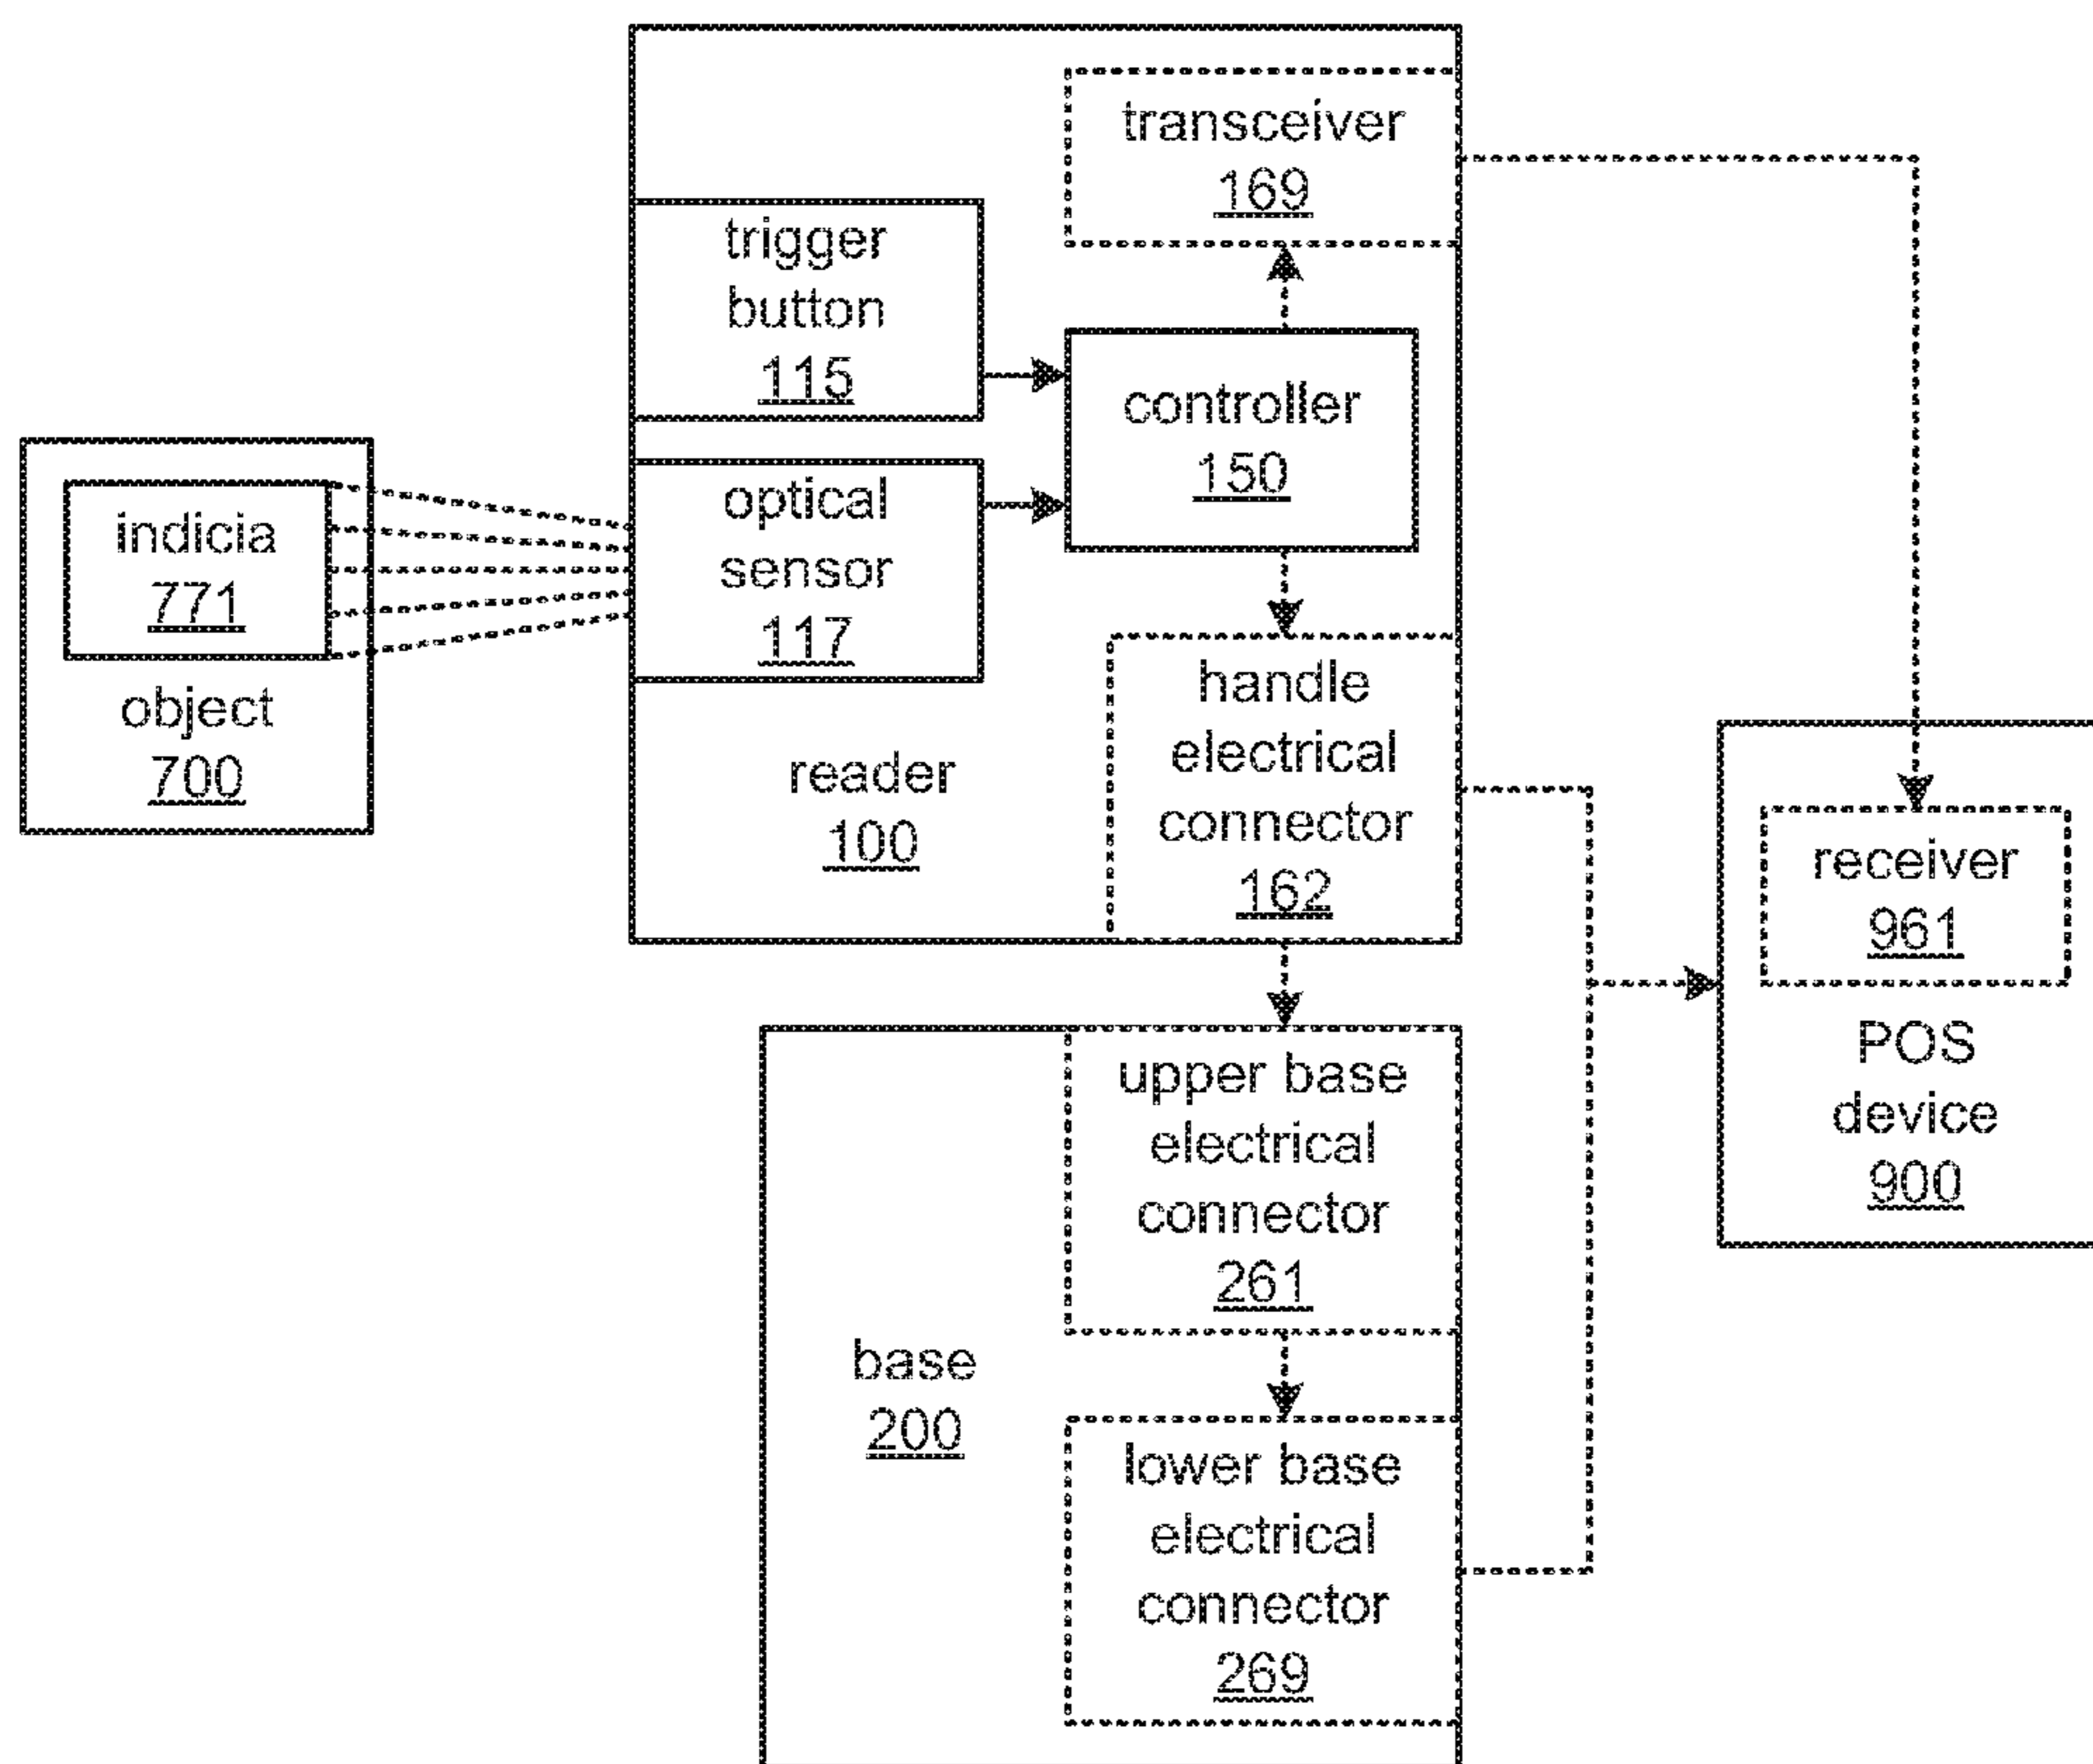 transceiver
169
trigger
button
115
controller
150
indicia
771
object
700
optical
sensor
117
reader
100
handle
electrical
connector
162
receiver
961
POS
device
900
upper base
electrical
connector
261
base
200
lower base
electrical
connector
269